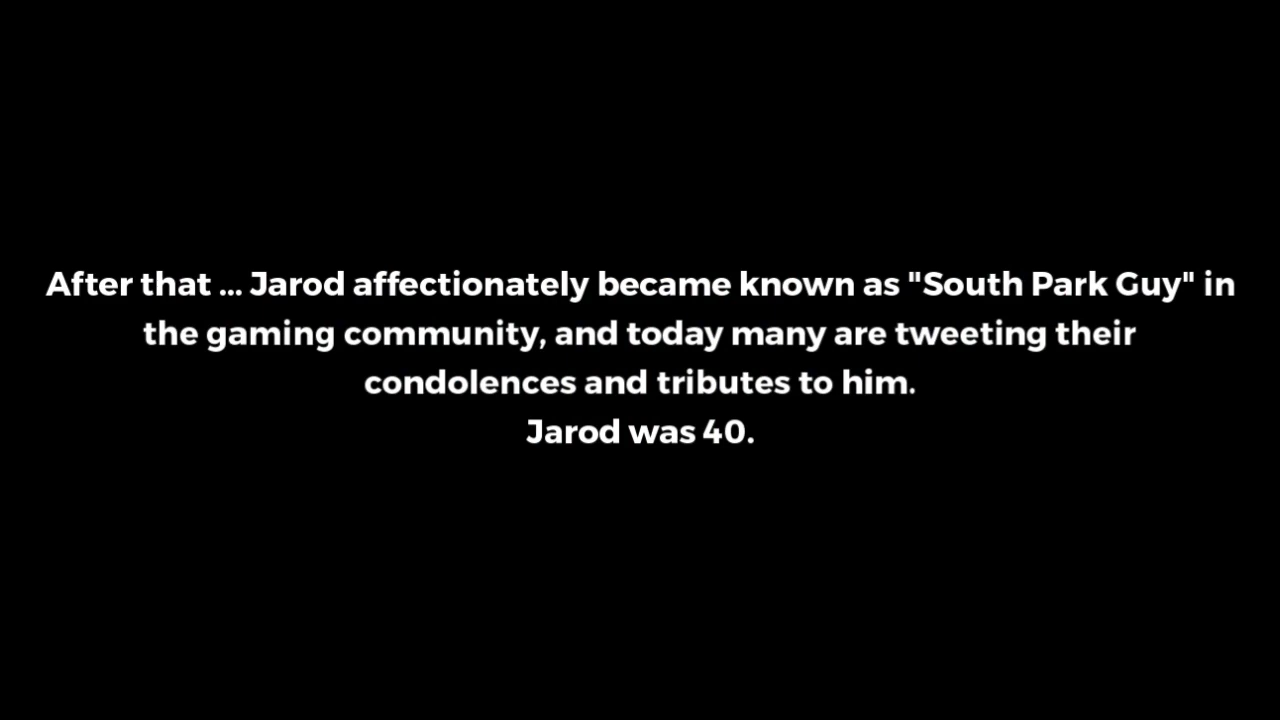 After that ... Jarod affectionately became known as "South Park Guy" in
the gaming community, and today many are tweeting their
condolences and tributes to him.
Jarod was 40.